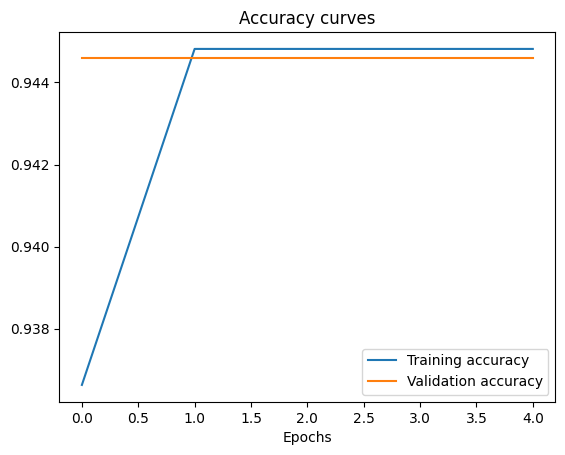 Accuracy curves
0.944
0.942
0.940
0.938
0.0 0.5 1.0 1.5 2.0 2.5 3.0 3.5 4.0
Epochs
Training accuracy
Validation accuracy